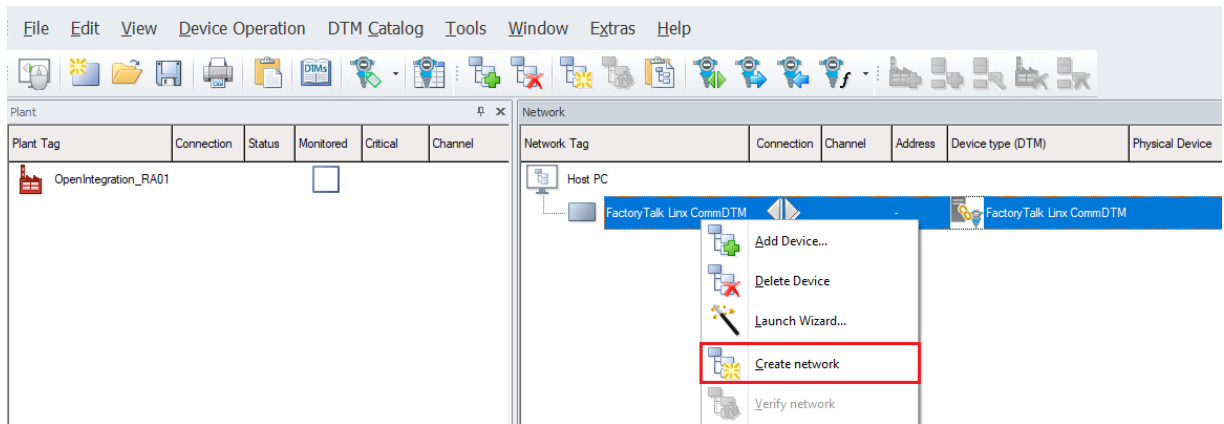 File Edit View Device Operation DTM Catalog Tools Window Extras Help
DTMs
Plant
Network
Plant Tag Connection Status Monitored Critical Channel
Network Tag Connection Channel Address Device type (DTM) Physical Device
OpenIntegration_RA01
Host PC
FactoryTalk Linx CommDTM - FactoryTalk Linx CommDTM
Add Device...
Delete Device
Launch Wizard...
Create network
Verify network